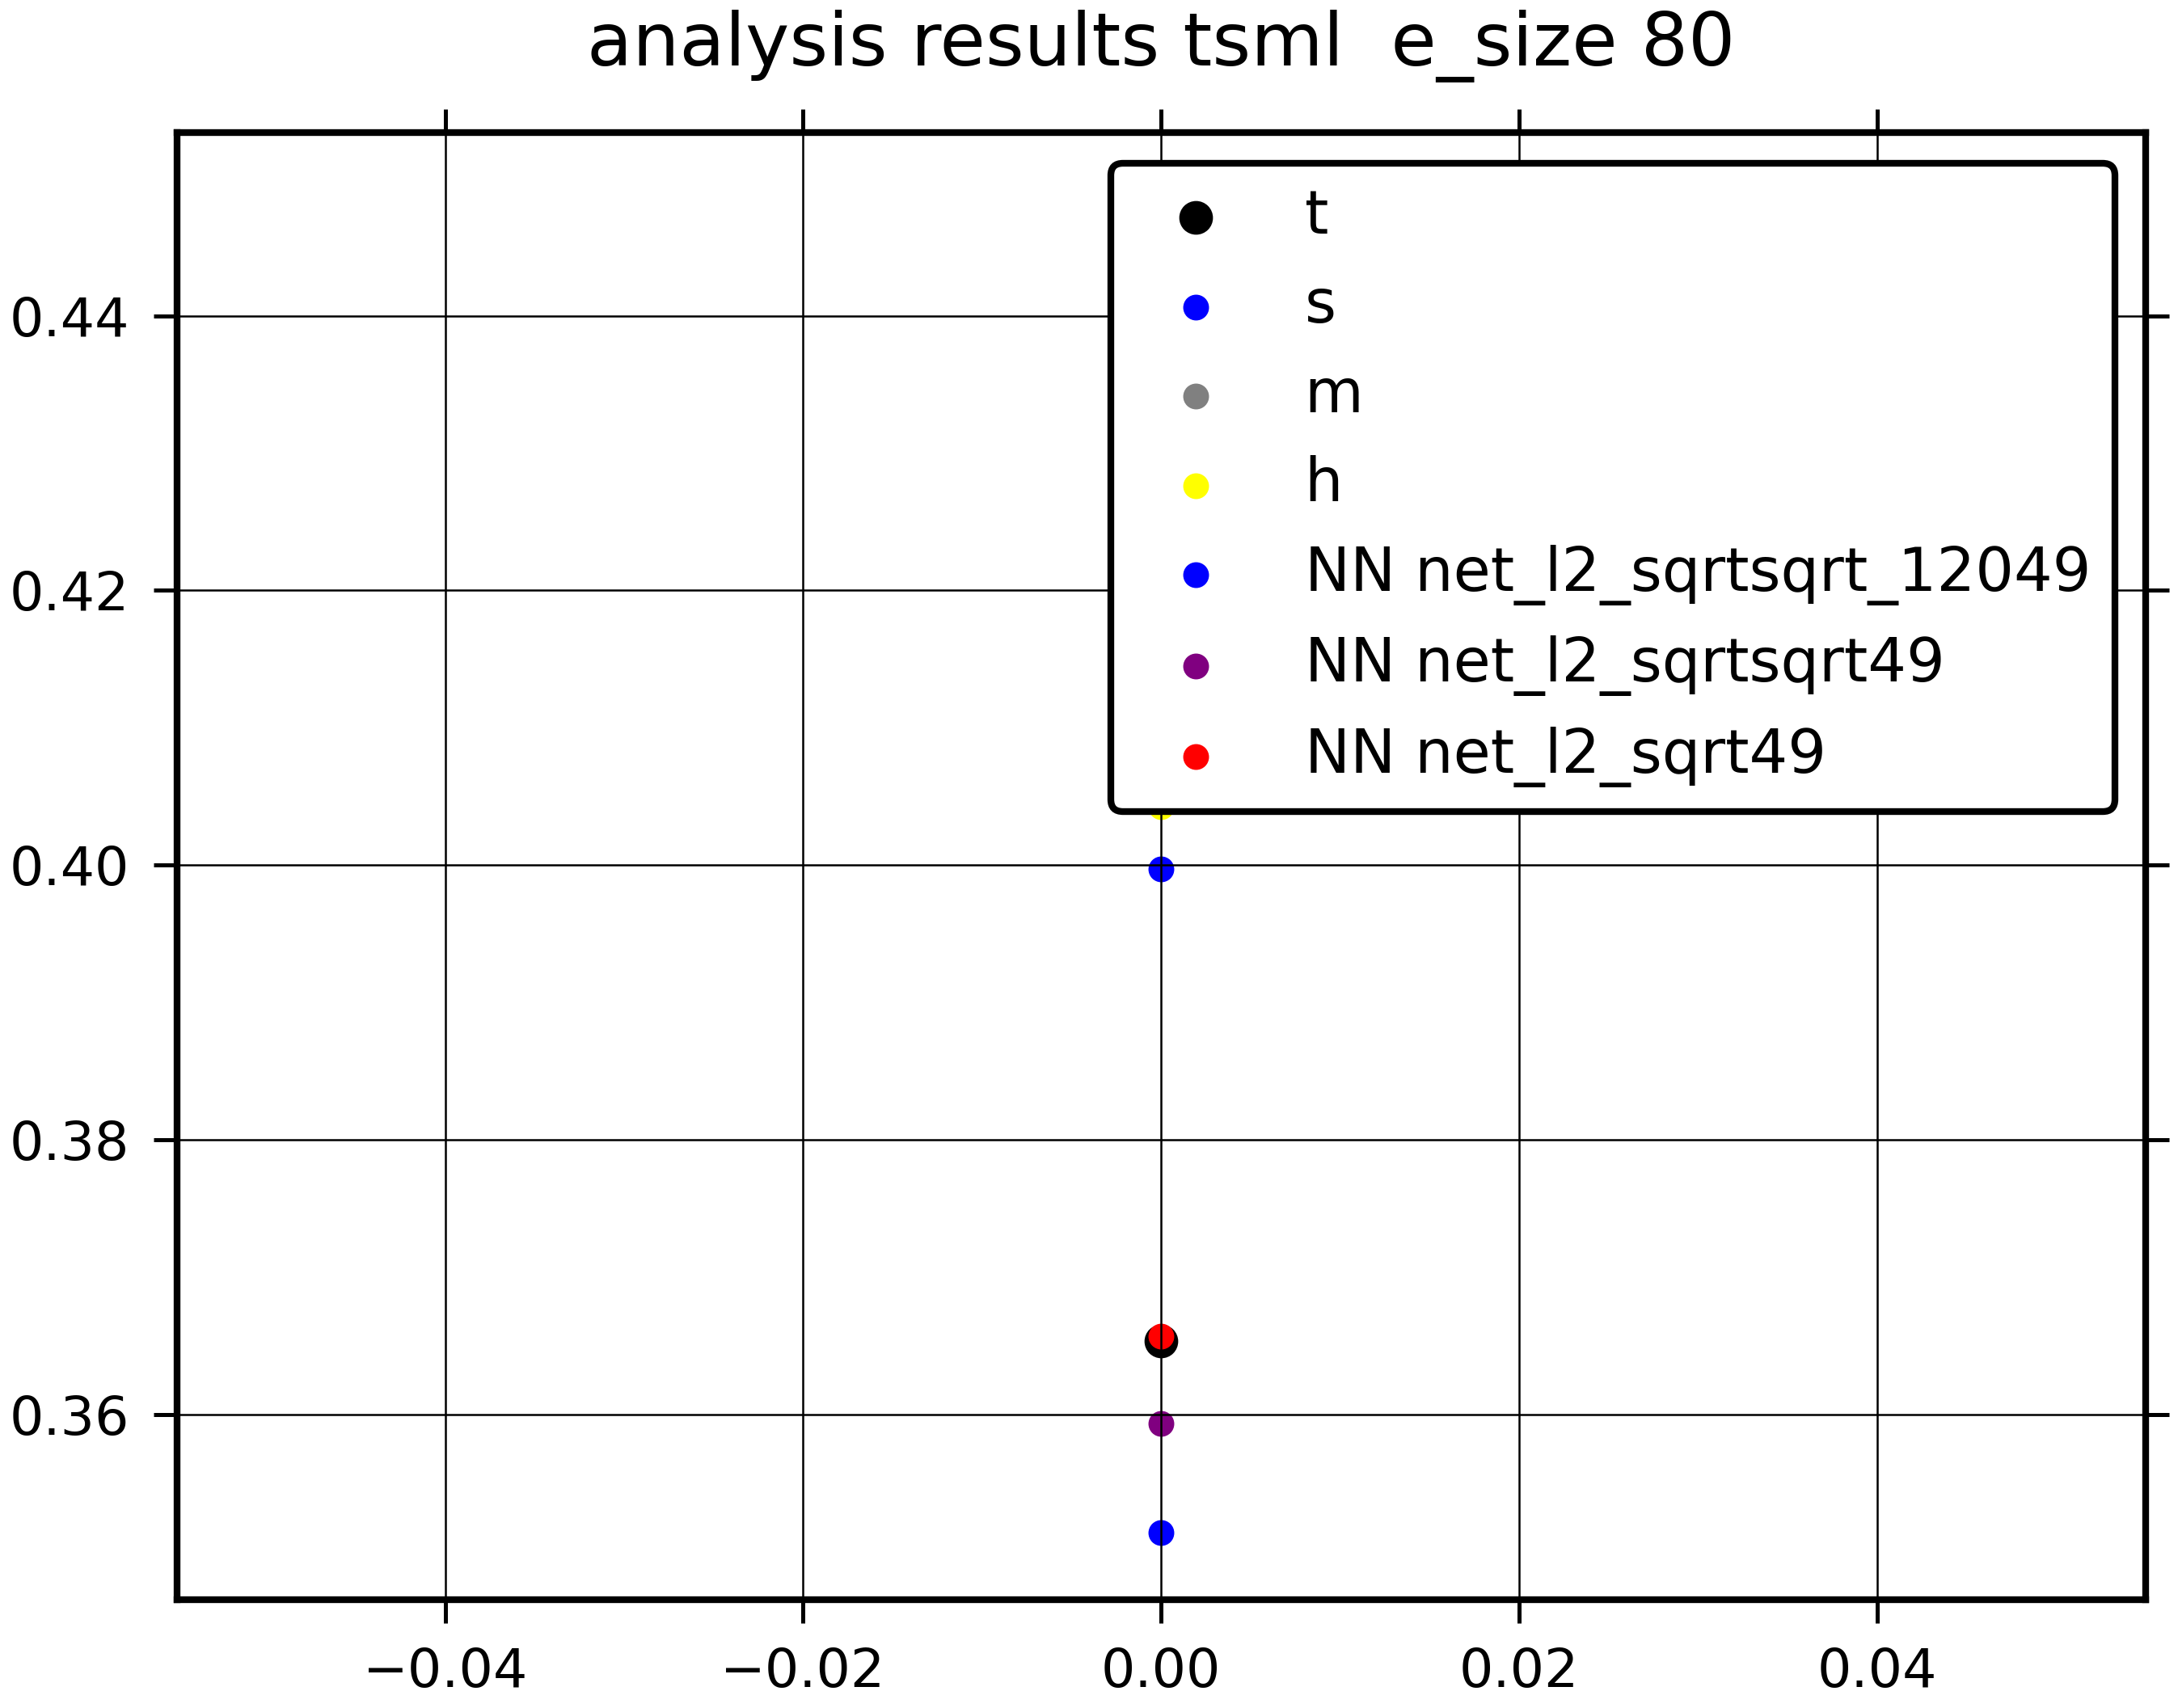 analysis results tsml  e_size 80
t
s
m
h
NN net_l2_sqrtsqrt_12049
NN net_l2_sqrtsqrt49
NN net_l2_sqrt49
0.44
0.42
0.40
0.38
0.36
−0.04
−0.02
0.00
0.02
0.04